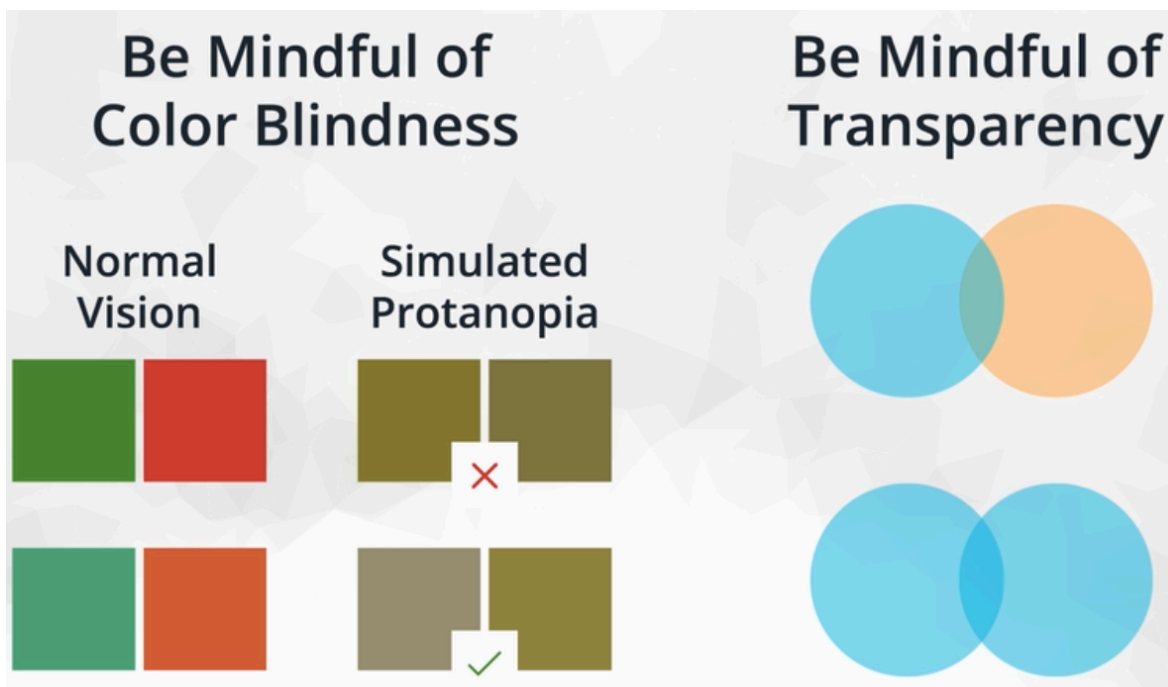 Be Mindful of
Color Blindness
Normal
Vision
Simulated
Protanopia
Be Mindful of
Transparency